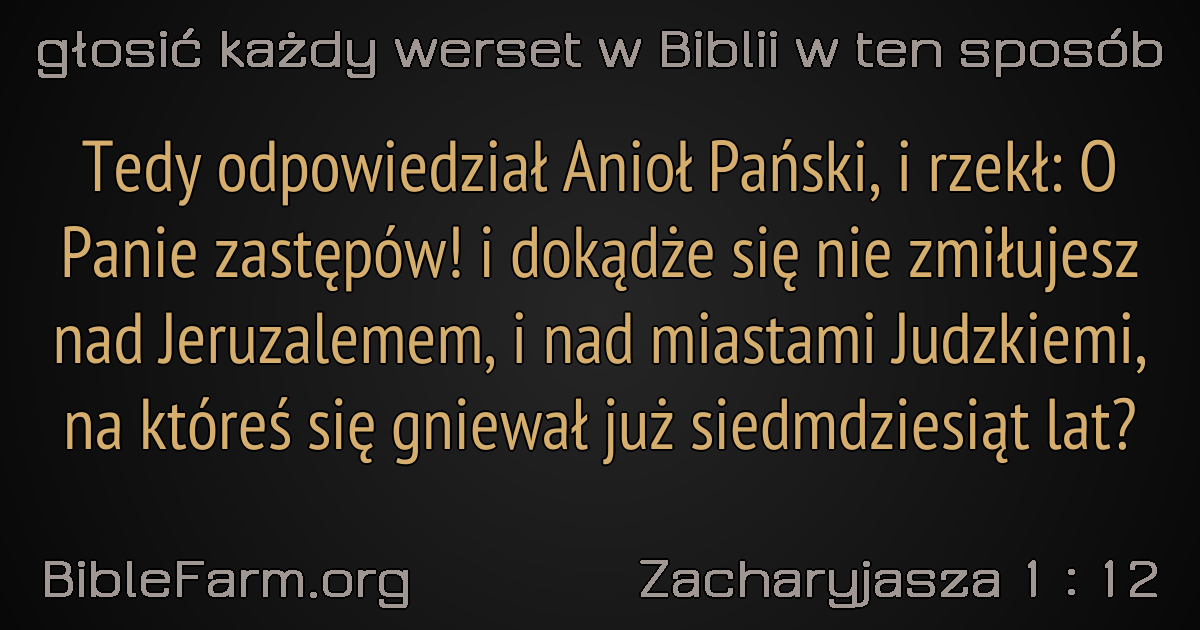 głosić każdy werset w Biblii w ten sposób
Tedy odpowiedział Anioł Pański, i rzekł: O
Panie zastępów! i dokądże się nie zmiłujesz
nad Jeruzalemem, i nad miastami Judzkiemi,
na któreś się gniewał już siedmdziesiąt lat?
BibleFarm.org
Zacharyjasza 1 : 12